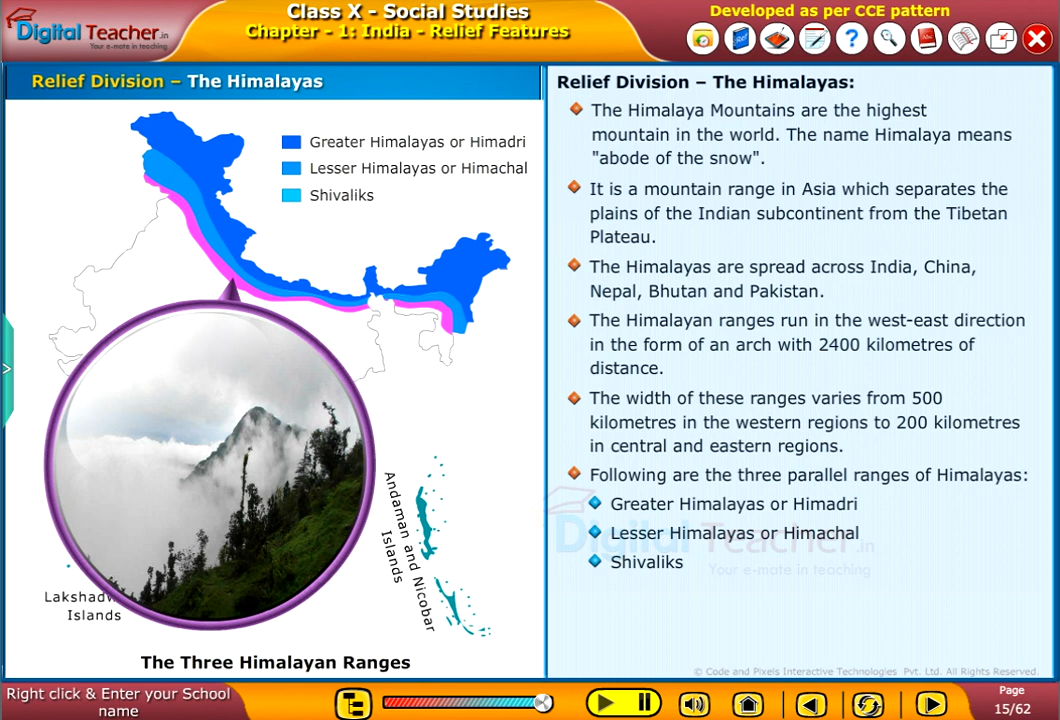 Digital Teacher.in
Your e-mate in teaching
Class X - Social Studies
Chapter - 1: India - Relief Features
Developed as per CCE pattern
Relief Division – The Himalayas
Greater Himalayas or Himadri
Lesser Himalayas or Himachal
Shivaliks
Andaman and Nicobar
Islands
Lakshadw
Islands
The Three Himalayan Ranges
Relief Division – The Himalayas:
The Himalaya Mountains are the highest
mountain in the world. The name Himalaya means
"abode of the snow".
It is a mountain range in Asia which separates the
plains of the Indian subcontinent from the Tibetan
Plateau.
The Himalayas are spread across India, China,
Nepal, Bhutan and Pakistan.
The Himalayan ranges run in the west-east direction
in the form of an arch with 2400 kilometres of
distance.
The width of these ranges varies from 500
kilometres in the western regions to 200 kilometres
in central and eastern regions.
Following are the three parallel ranges of Himalayas:
Greater Himalayas or Himadri
Lesser Himalayas or Himachal
Shivaliks
Digital Teacher.in
Your e-mate in teaching
© Code and Pixels Interactive Technologies Pvt. Ltd. All Rights Reserved.
Right click & Enter your School
name
Page
15/62